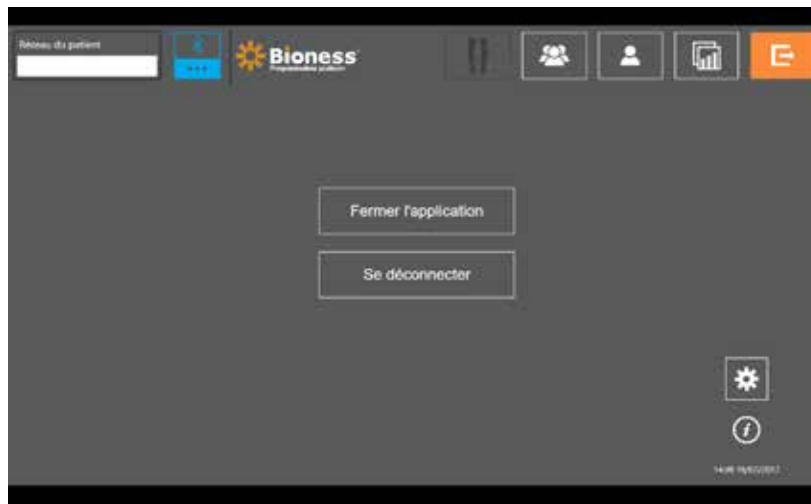 Réseau du patient
Bioness
Fermer l'application
Se déconnecter